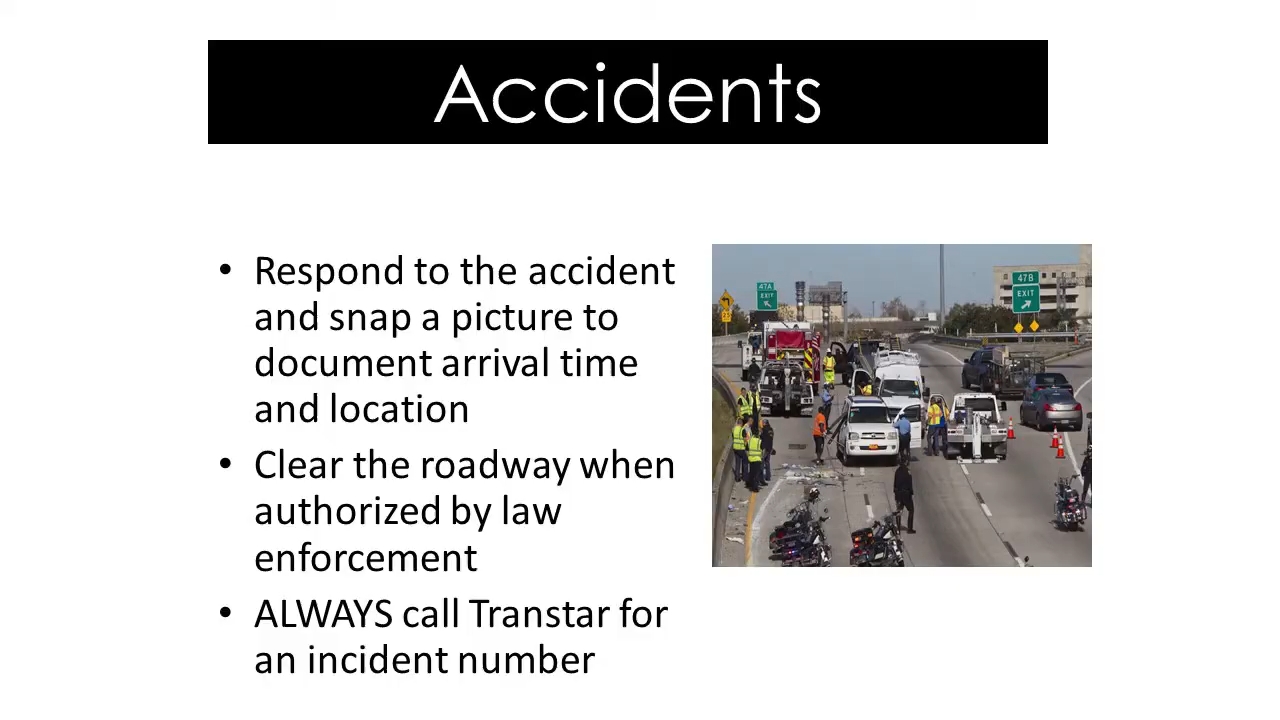 Accidents
• Respond to the accident
and snap a picture to
document arrival time
and location
• Clear the roadway when
authorized by law
enforcement
• ALWAYS call Transtar for
an incident number
47A
EXIT
47B
EXIT